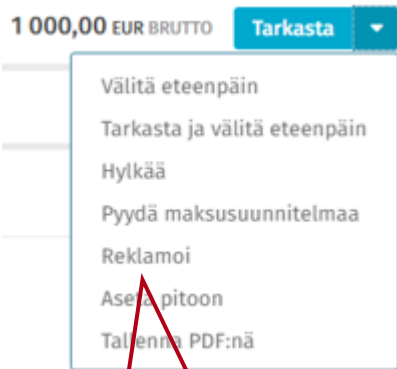 1 000,00 EUR BRUTTO Tarkasta
Välitä eteenpäin
Tarkasta ja välitä eteenpäin
Hylkää
Pyydä maksusuunnitelmaa
Reklamoi
Aseta pitoon
Tallenna PDF:nä